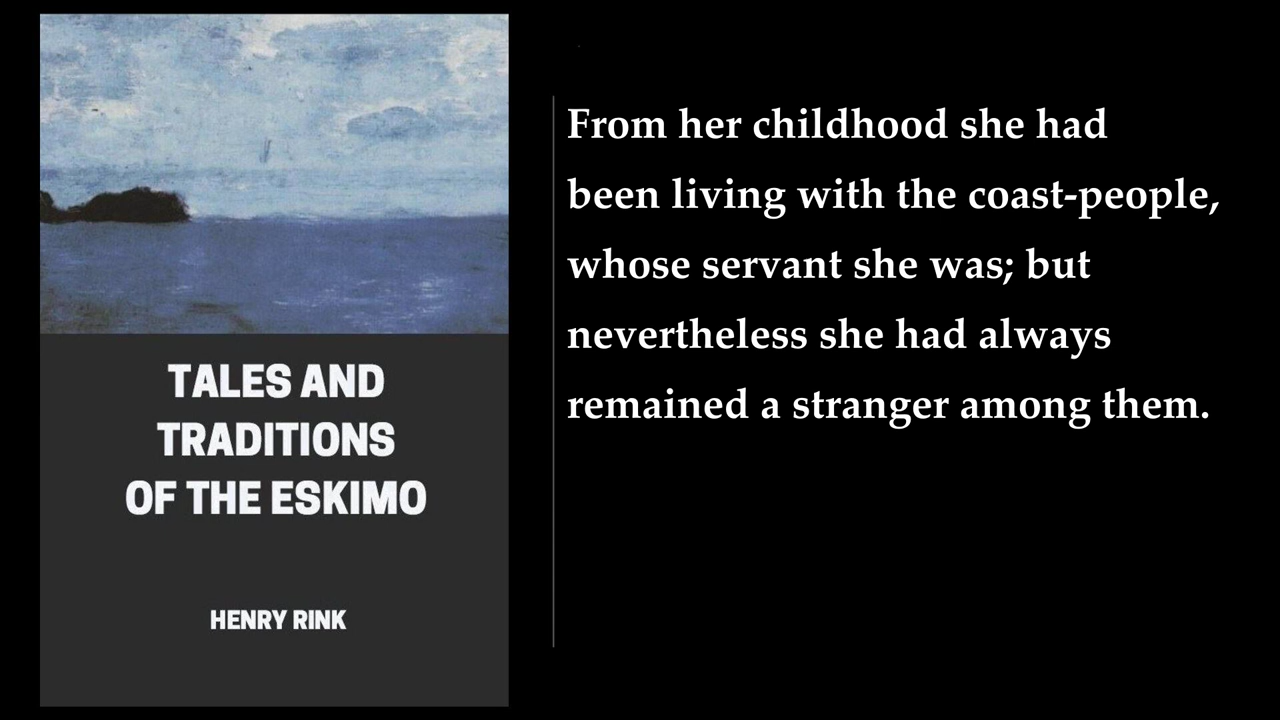 TALES AND
TRADITIONS
OF THE ESKIMO
HENRY RINK
From her childhood she had
been living with the coast-people,
whose servant she was; but
nevertheless she had always
remained a stranger among them.